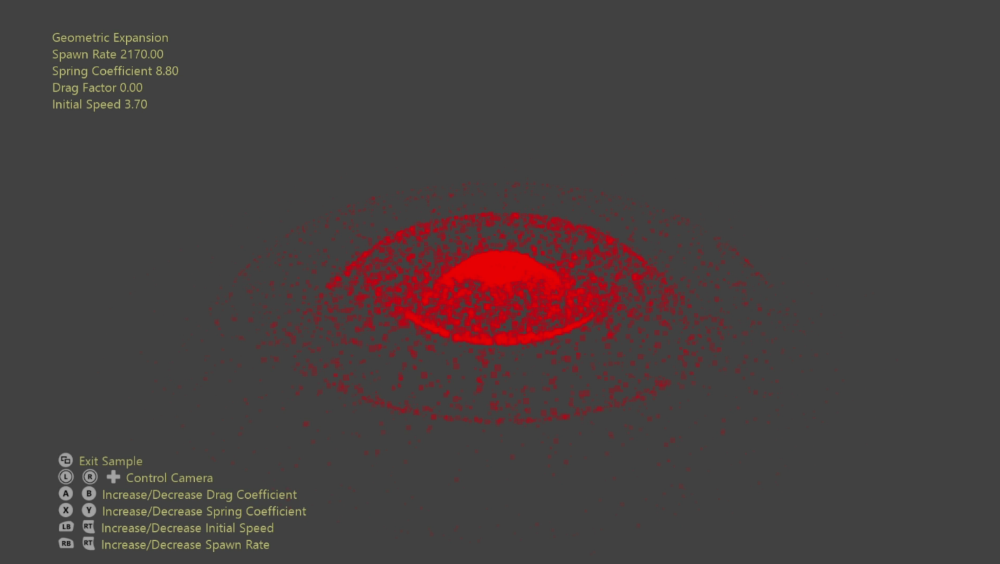 Geometric Expansion
Spawn Rate 2170.00
Spring Coefficient 8.80
Drag Factor 0.00
Initial Speed 3.70
Exit Sample
L R Control Camera
A B Increase/Decrease Drag Coefficient
X Y Increase/Decrease Spring Coefficient
LB RT Increase/Decrease Initial Speed
RB RT Increase/Decrease Spawn Rate